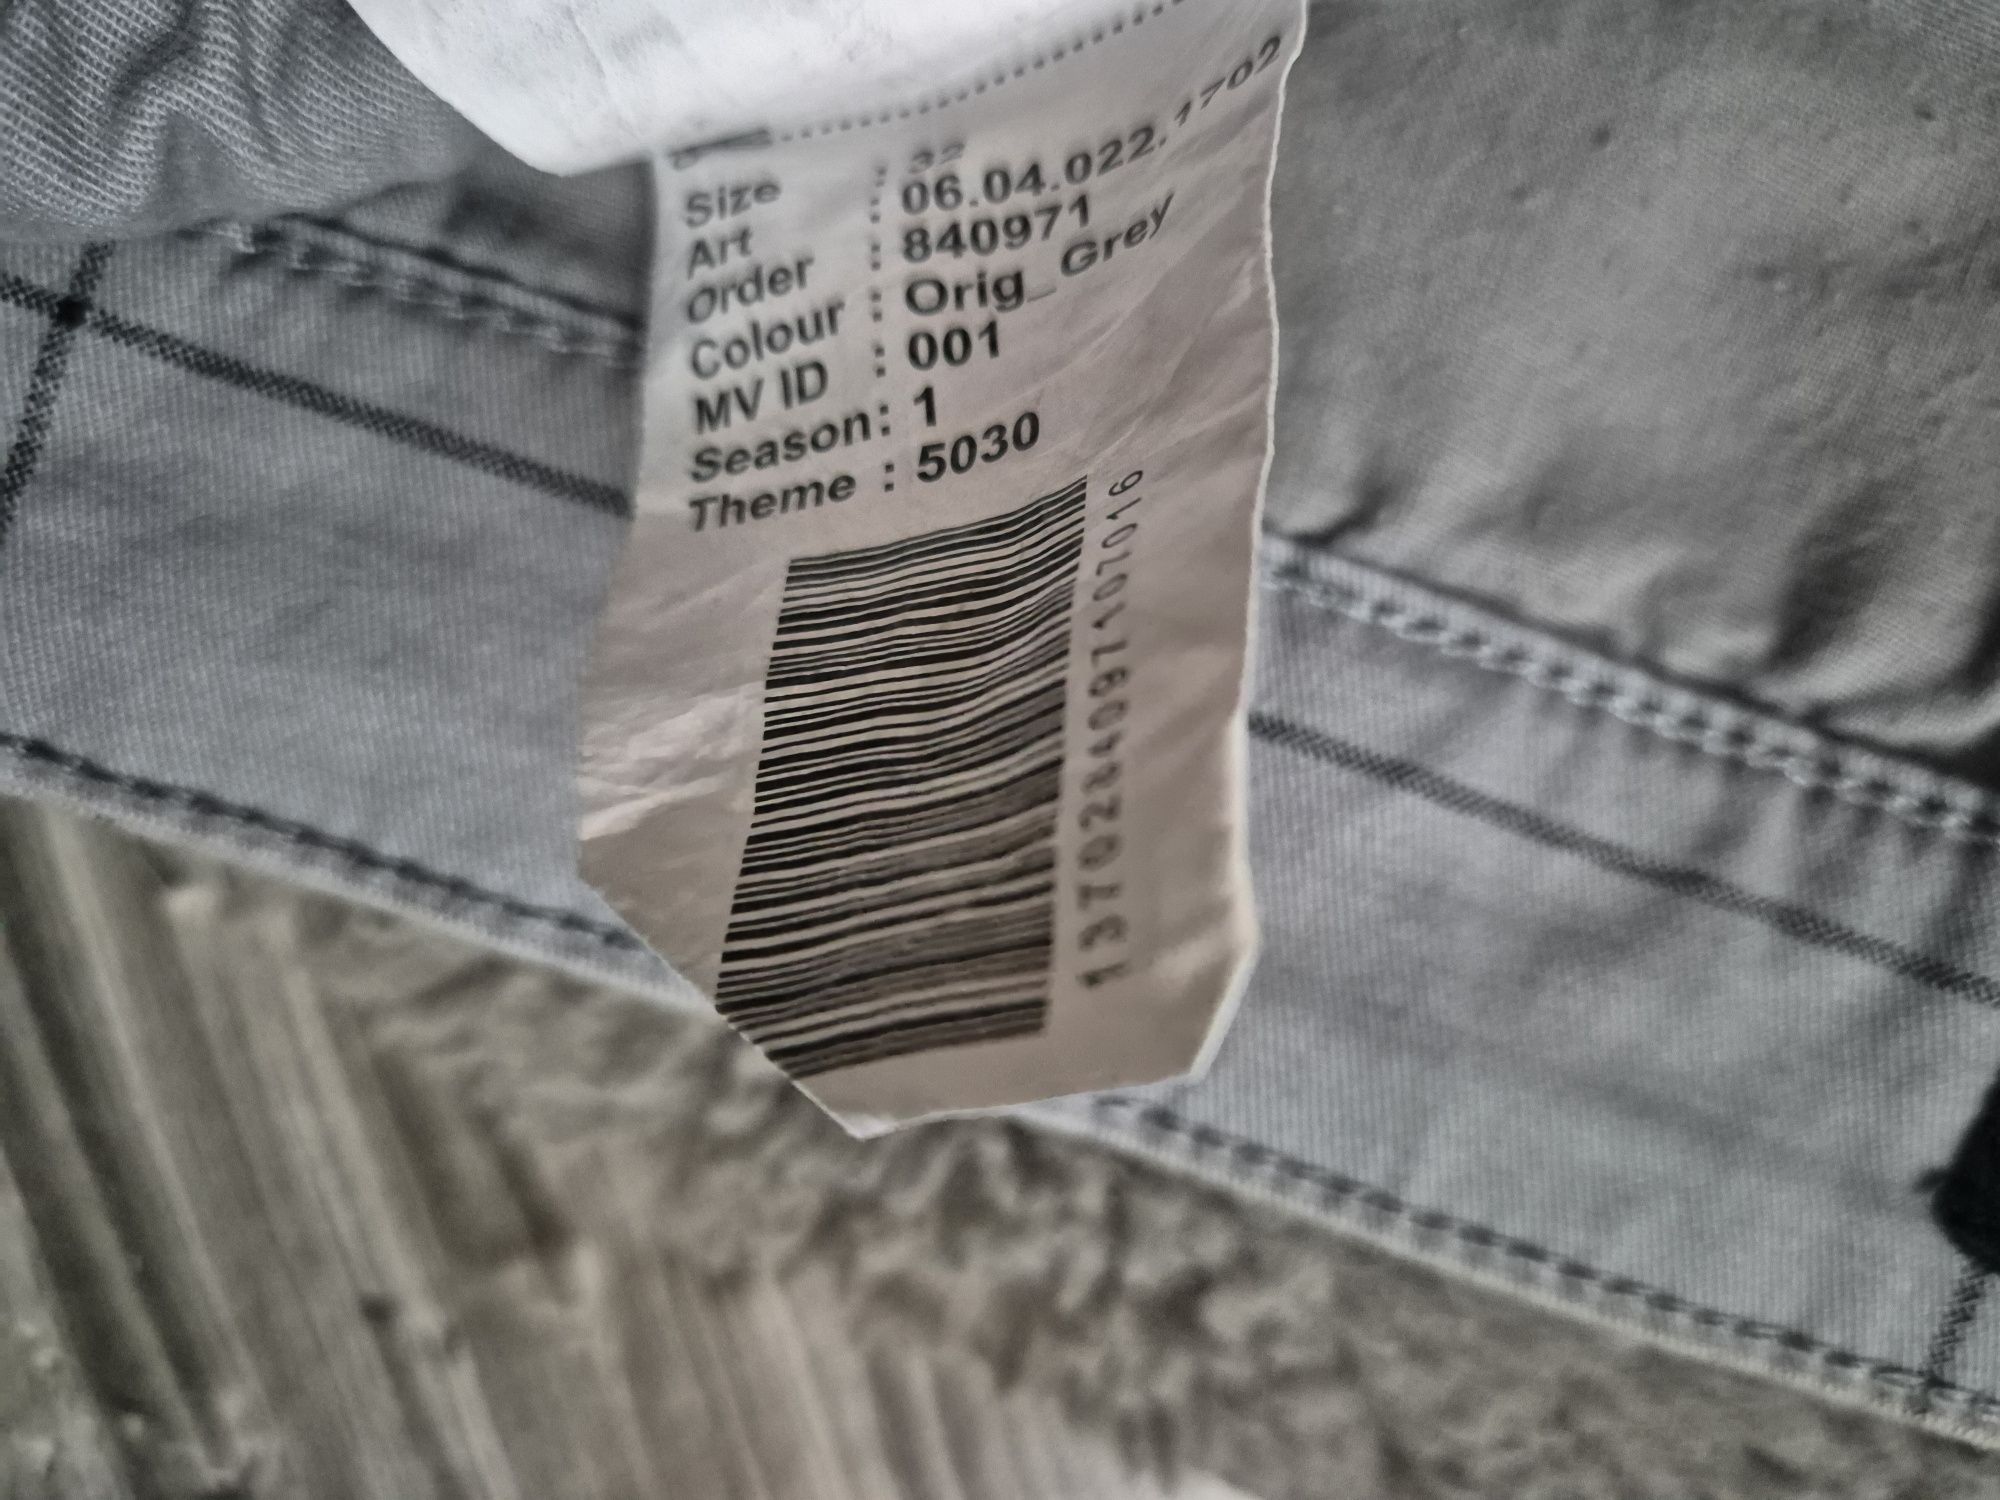 Size : 32
Art : 06.04.022.1702
Order : 840971
Colour : Orig_Grey
MV ID : 001
Season: 1
Theme : 5030
1370284097107016